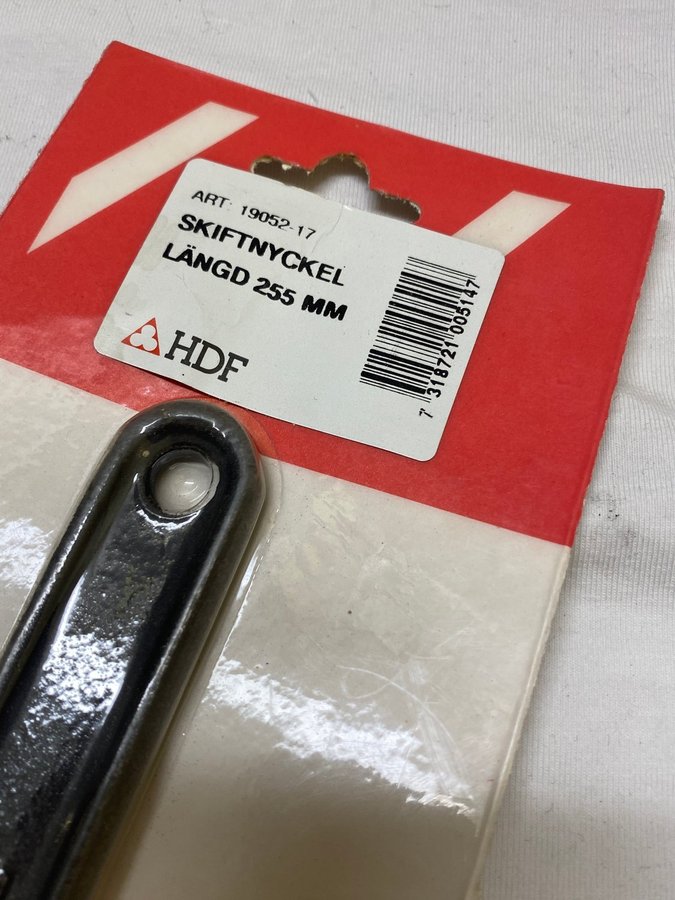 ART: 19052-17
SKIFTNYCKEL
LÄNGD 255 MM
HDF
7 318721 005147